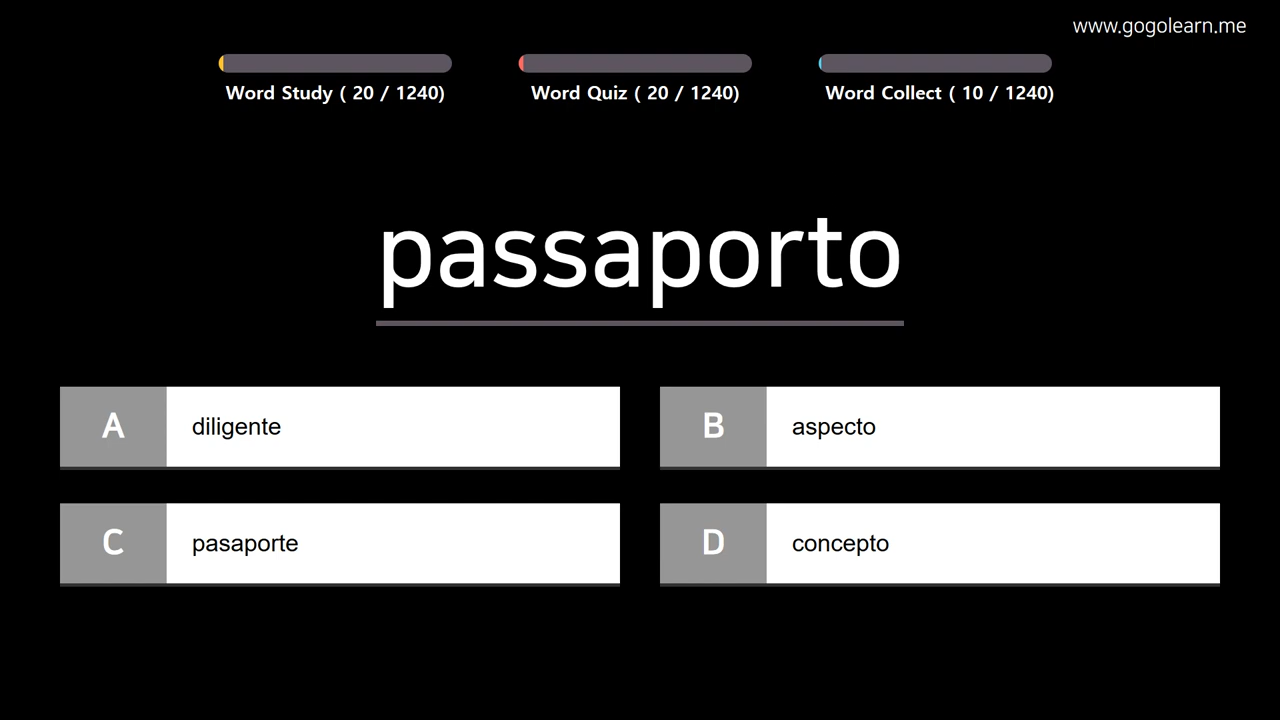 www.gogolearn.me
Word Study ( 20 / 1240)
Word Quiz ( 20 / 1240)
Word Collect ( 10 / 1240)
passaporto
A diligente
B aspecto
C pasaporte
D concepto